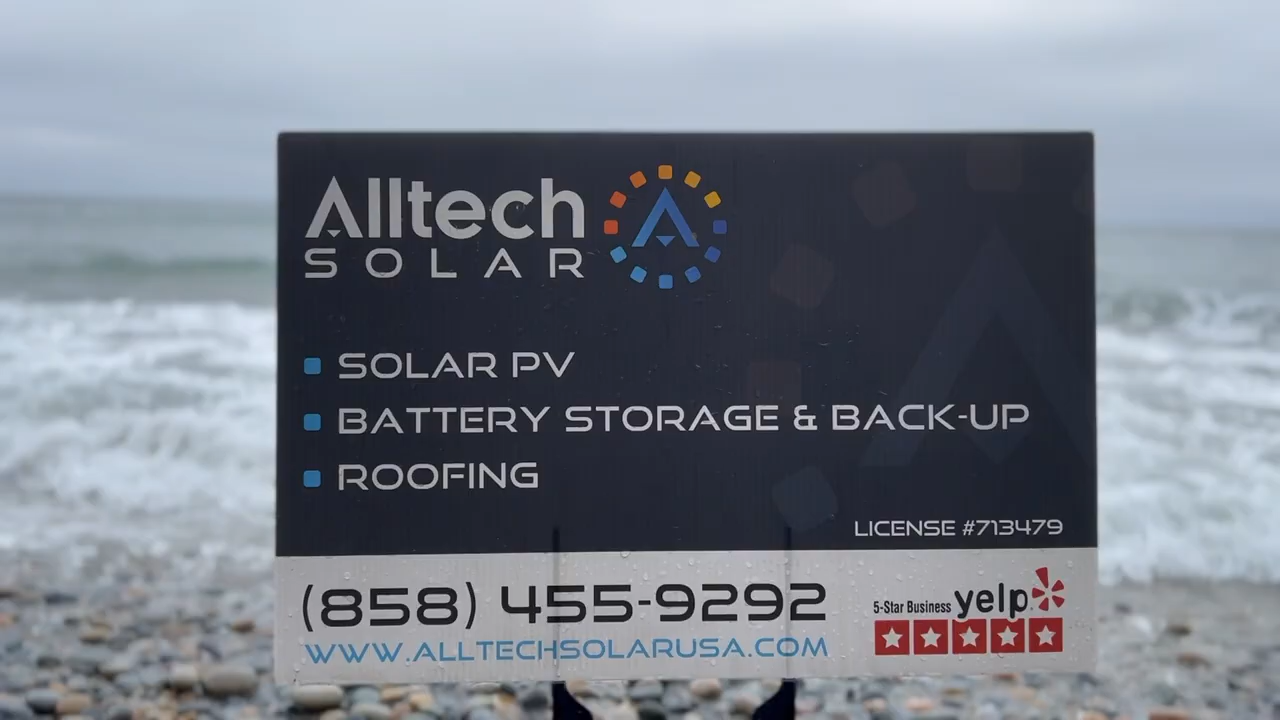 Alltech
SOLAR
SOLAR PV
BATTERY STORAGE & BACK-UP
ROOFING
LICENSE #713479
(858) 455-9292
WWW.ALLTECHSOLARUSA.COM
5-Star Business yelp